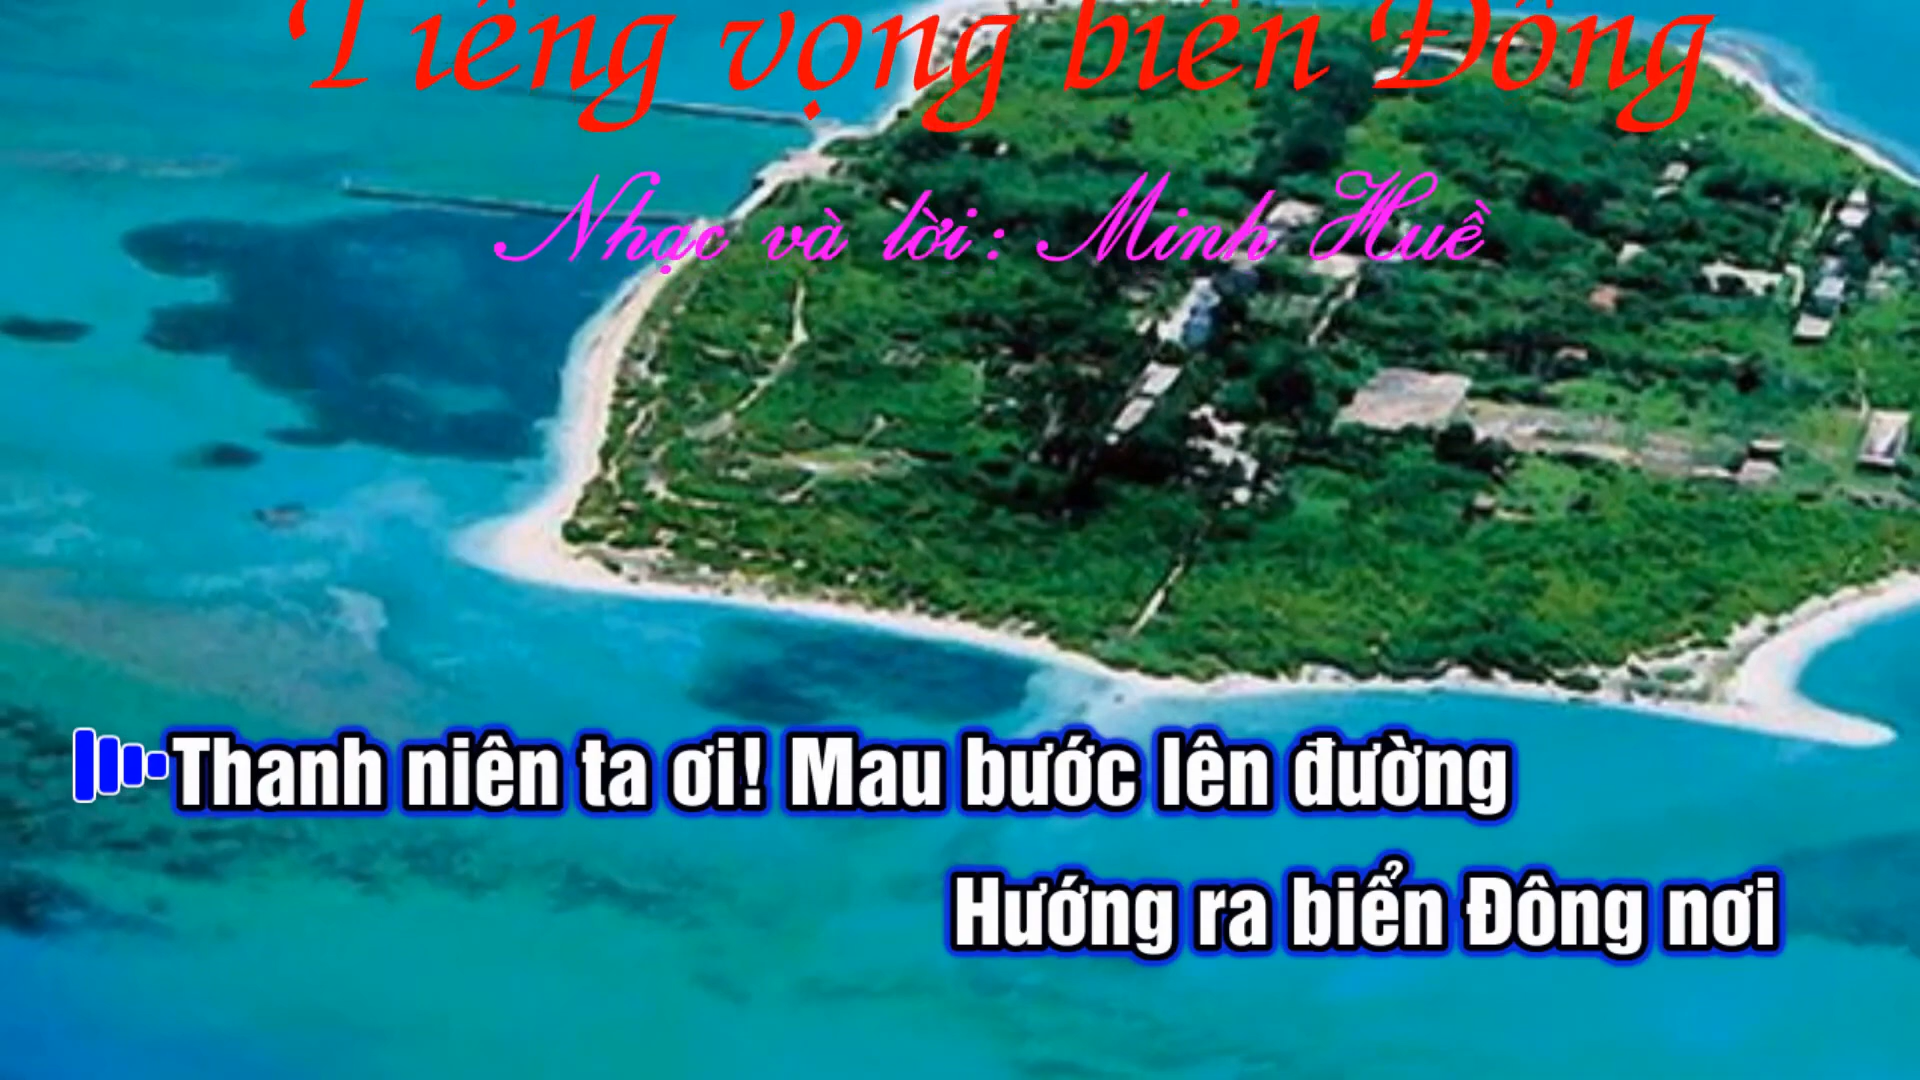 Tiếng vọng biển Đông
Nhạc và lời: Minh Huề
Thanh niên ta ơi! Mau bước lên đường
Hướng ra biển Đông nơi